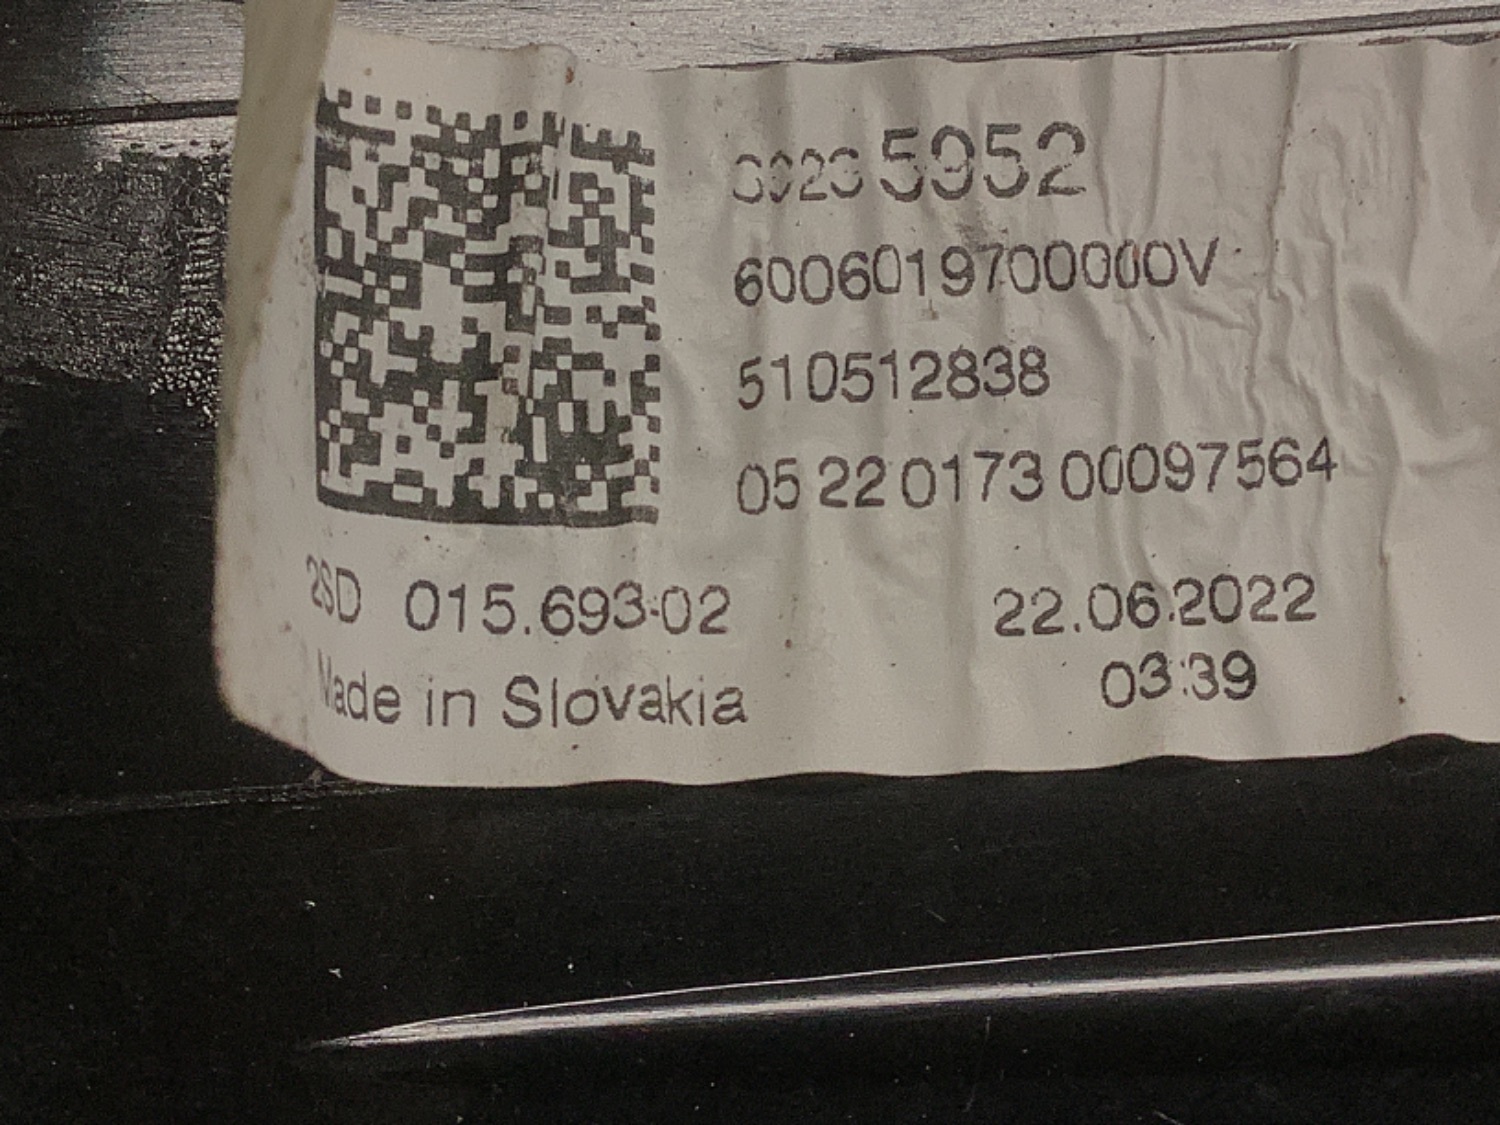 5952
6006019700000V
510512838
05 22 0173 00097564
2SD 015.693-02
22.06.2022
Made in Slovakia
03:39